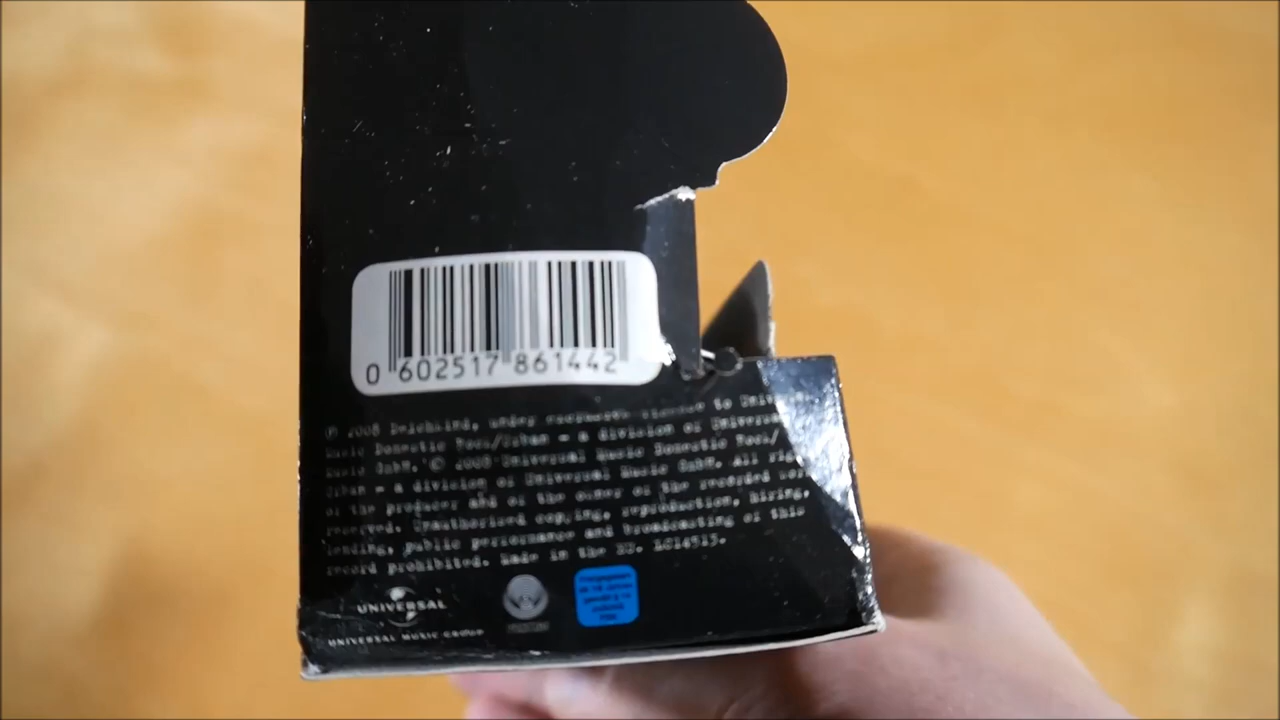 0 602517 861442
℗ 2008 Deichkind, under exclusive license to Universal
Music Domestic Rock/Urban - a division of Universal
Music GmbH. © 2008 Universal Music Domestic Rock/
Urban - a division of Universal Music GmbH. All rights
of the producer and of the owner of the recorded work
reserved. Unauthorised copying, reproduction, hiring,
lending, public performance and broadcasting of this
record prohibited. Made in the EU. LC14513.
UNIVERSAL
UNIVERSAL MUSIC GROUP